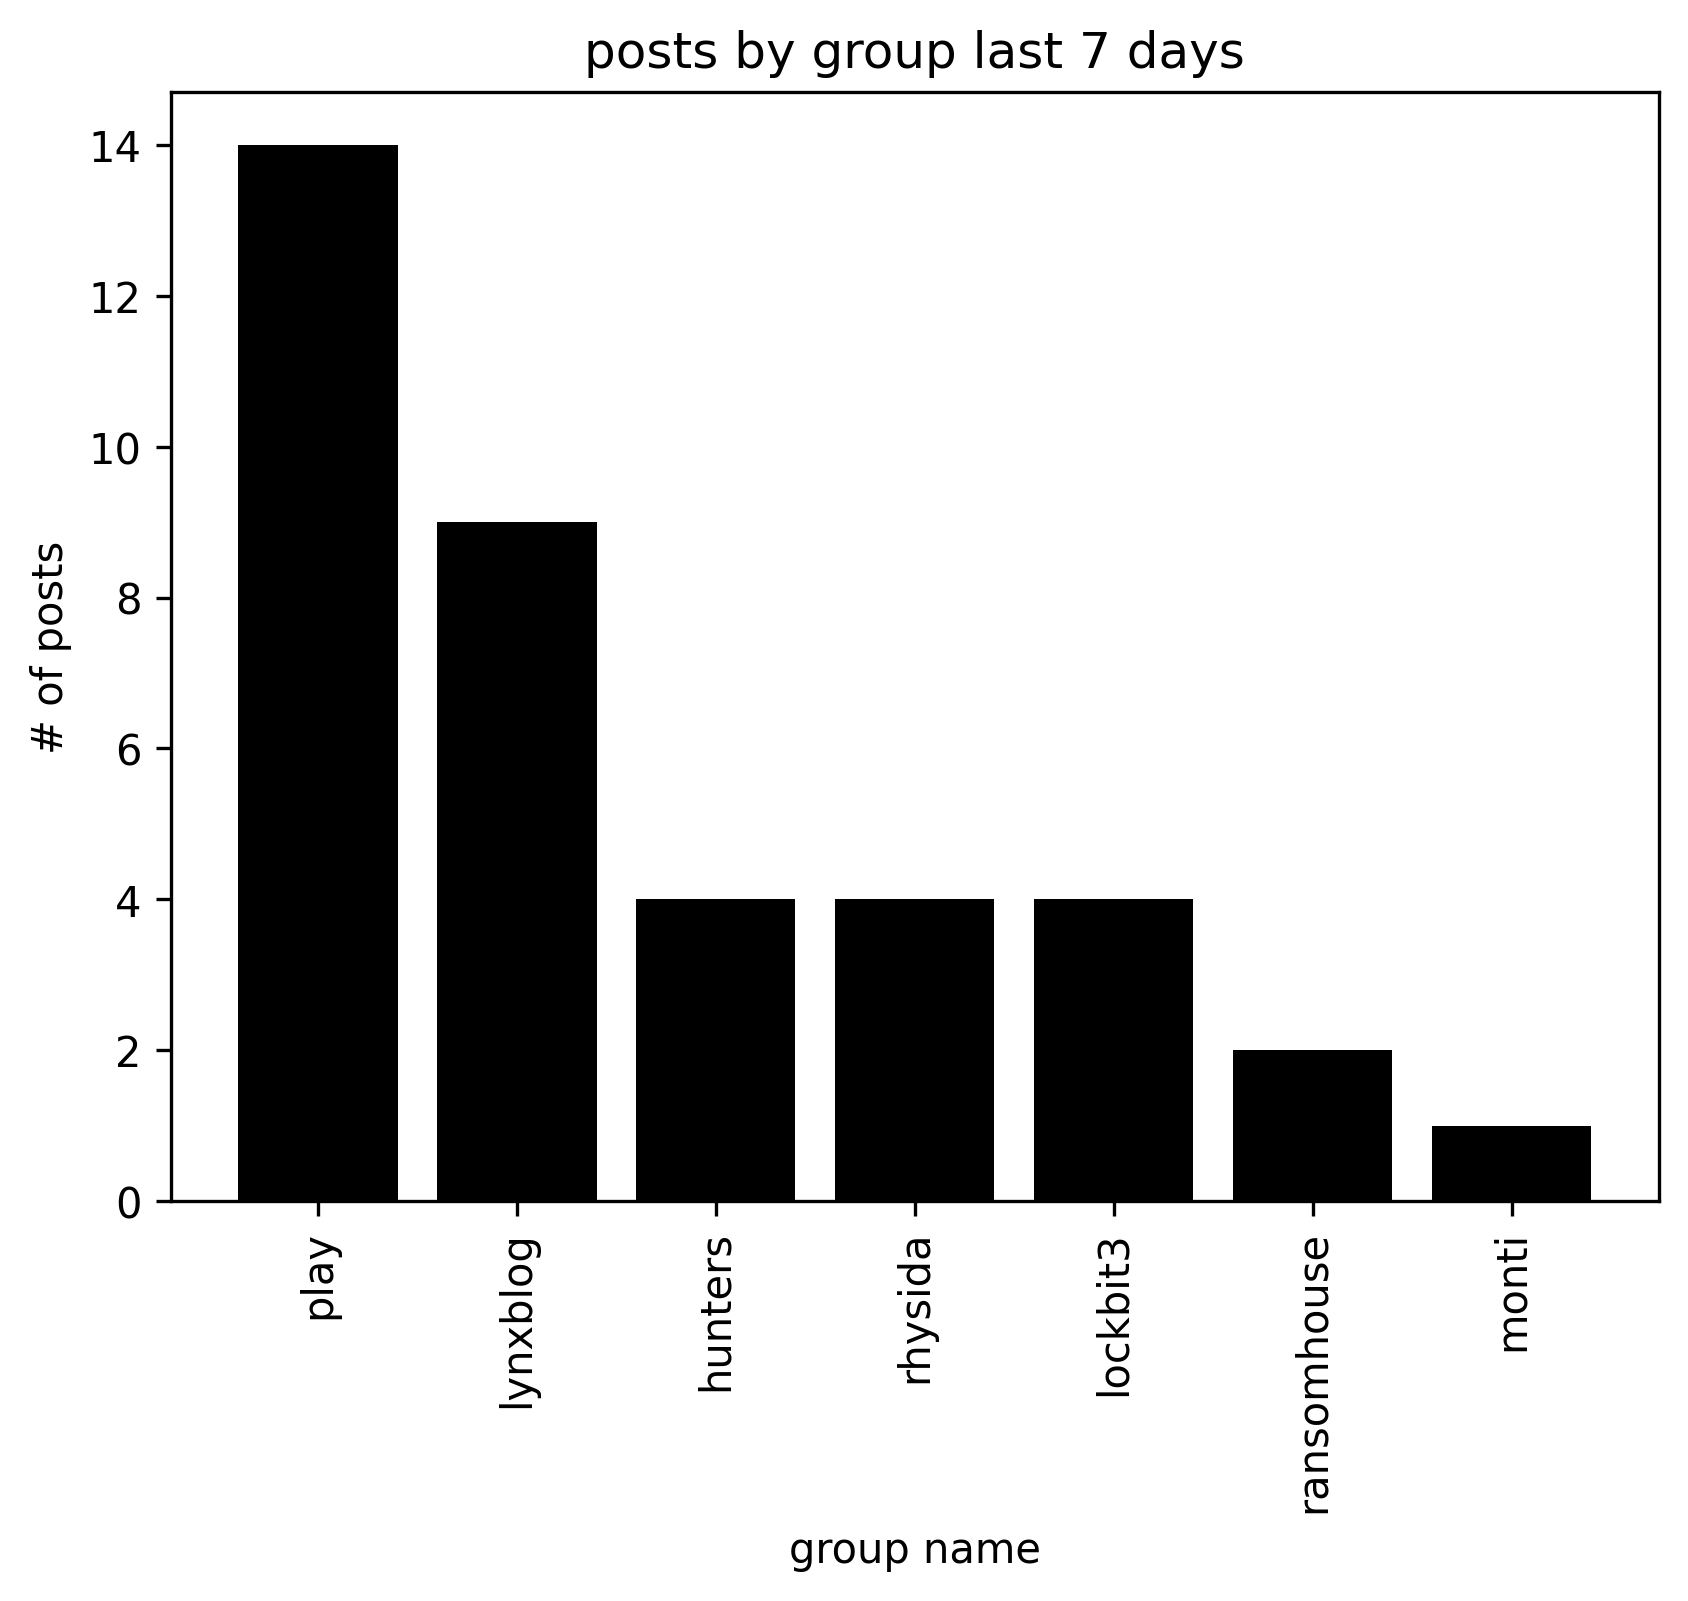 posts by group last 7 days
14
12
10
8
6
4
2
0
# of posts
play
lynxblog
hunters
rhysida
lockbit3
ransomhouse
monti
group name